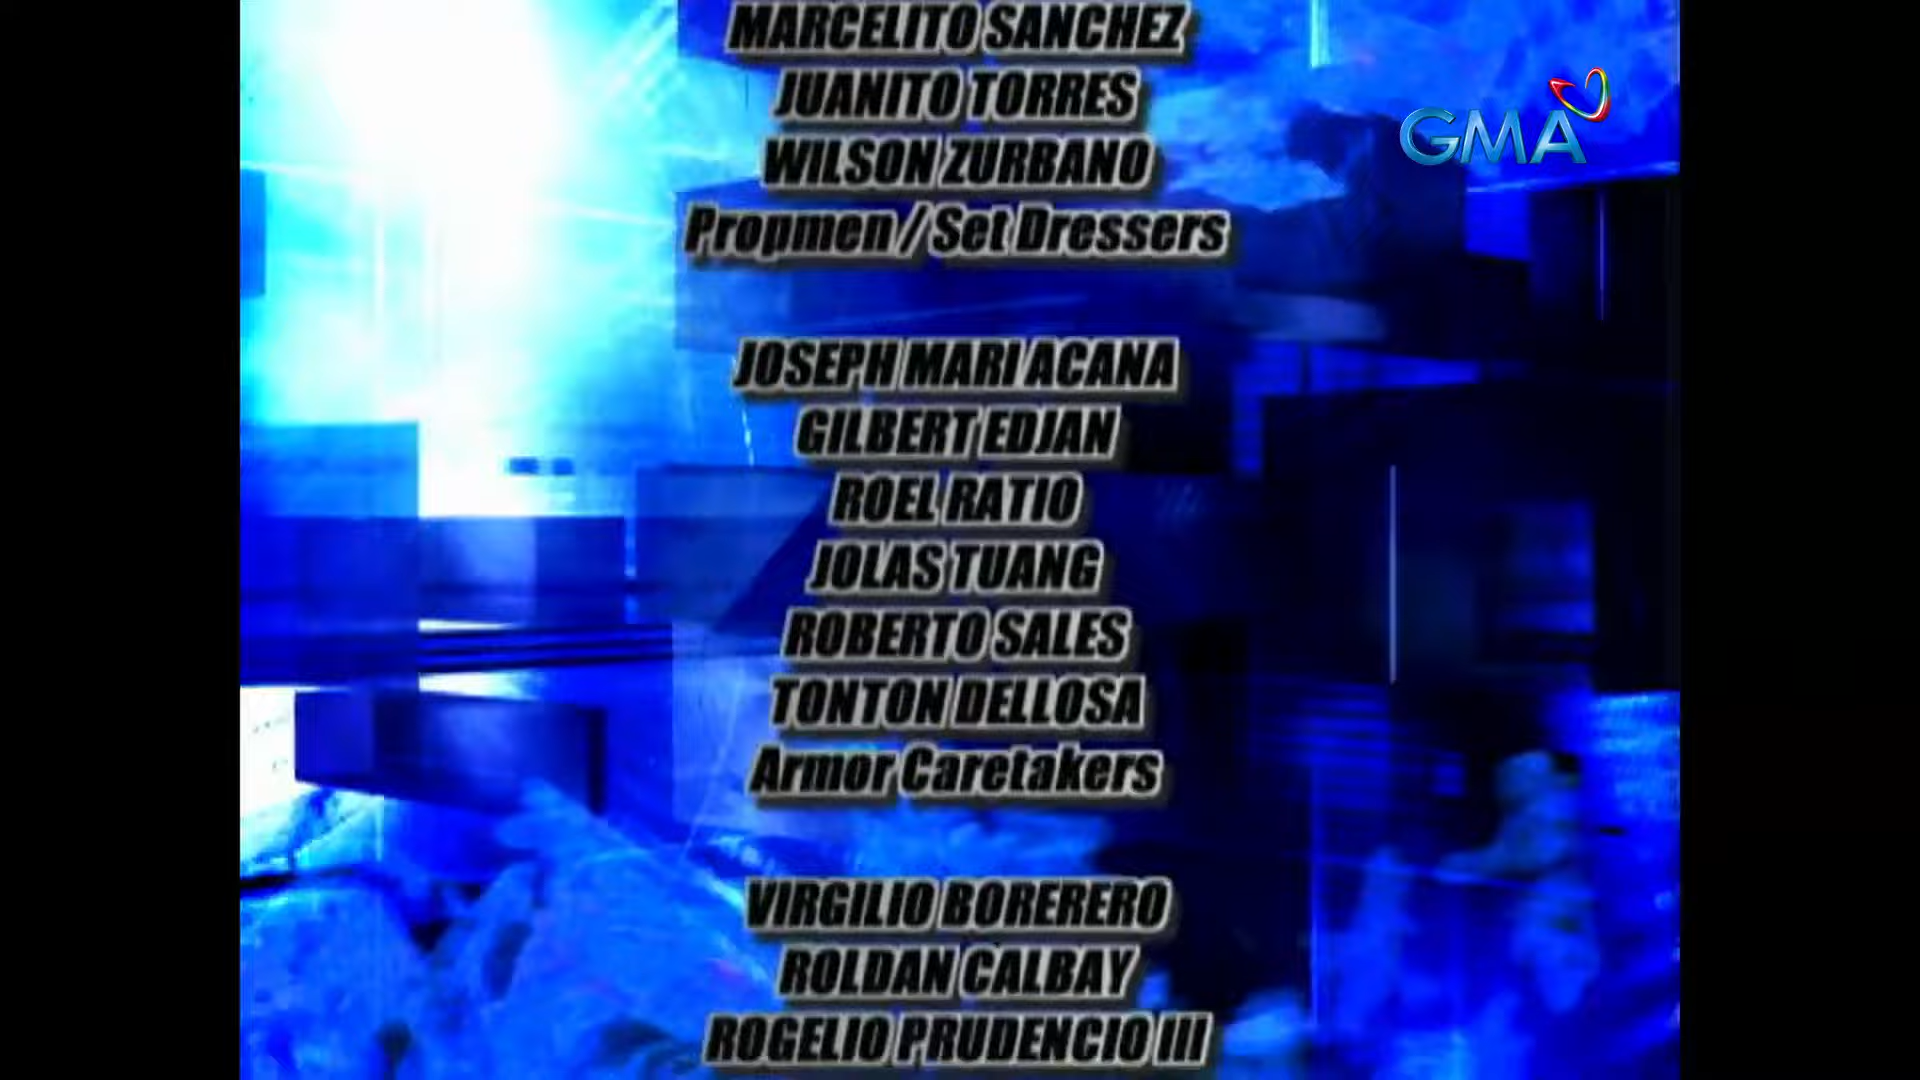 MARCELITO SANCHEZ
GMA
JUANITO TORRES
WILSON ZURBANO
Propmen / Set Dressers
JOSEPH MARI ACANA
GILBERT EDJAN
ROEL RATIO
JOLAS TUANG
ROBERTO SALES
TONTON DELLOSA
Armor Caretakers
VIRGILIO BORERERO
ROLDAN CALBAY
ROGELIO PRUDENCIO III